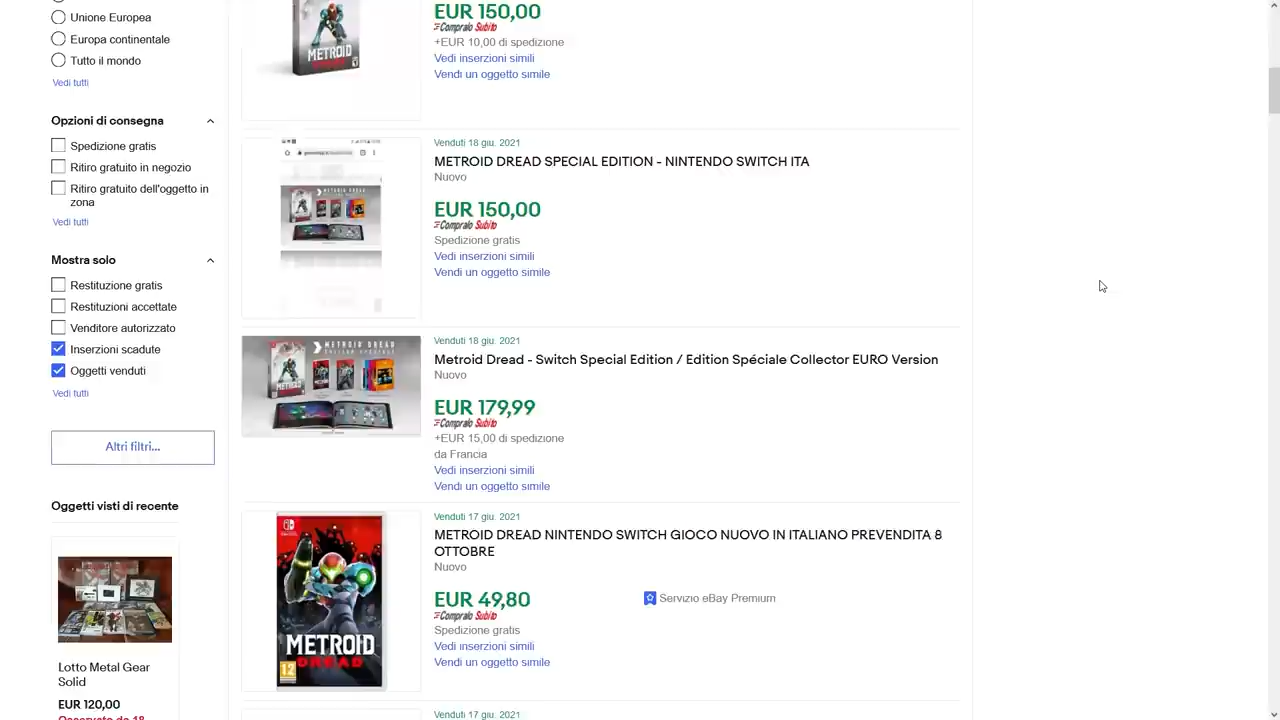 Unione Europea
Europa continentale
Tutto il mondo
Vedi tutti
Opzioni di consegna
Spedizione gratis
Ritiro gratuito in negozio
Ritiro gratuito dell'oggetto in
zona
Vedi tutti
Mostra solo
Restituzione gratis
Restituzioni accettate
Venditore autorizzato
Inserzioni scadute
Oggetti venduti
Vedi tutti
Altri filtri...
Oggetti visti di recente
Lotto Metal Gear
Solid
EUR 120,00
Osservato da 18
METROID
EUR 150,00
Compralo Subito
+EUR 10,00 di spedizione
Vedi inserzioni simili
Vendi un oggetto simile
Venduti 18 giu. 2021
METROID DREAD SPECIAL EDITION - NINTENDO SWITCH ITA
Nuovo
EUR 150,00
Compralo Subito
Spedizione gratis
Vedi inserzioni simili
Vendi un oggetto simile
METROID DREAD
Venduti 18 giu. 2021
Metroid Dread - Switch Special Edition / Edition Spéciale Collector EURO Version
Nuovo
EUR 179,99
Compralo Subito
+EUR 15,00 di spedizione
da Francia
Vedi inserzioni simili
Vendi un oggetto simile
METROID
DREAD
12
Venduti 17 giu. 2021
METROID DREAD NINTENDO SWITCH GIOCO NUOVO IN ITALIANO PREVENDITA 8
OTTOBRE
Nuovo
EUR 49,80
Servizio eBay Premium
Compralo Subito
Spedizione gratis
Vedi inserzioni simili
Vendi un oggetto simile
Venduti 17 giu. 2021